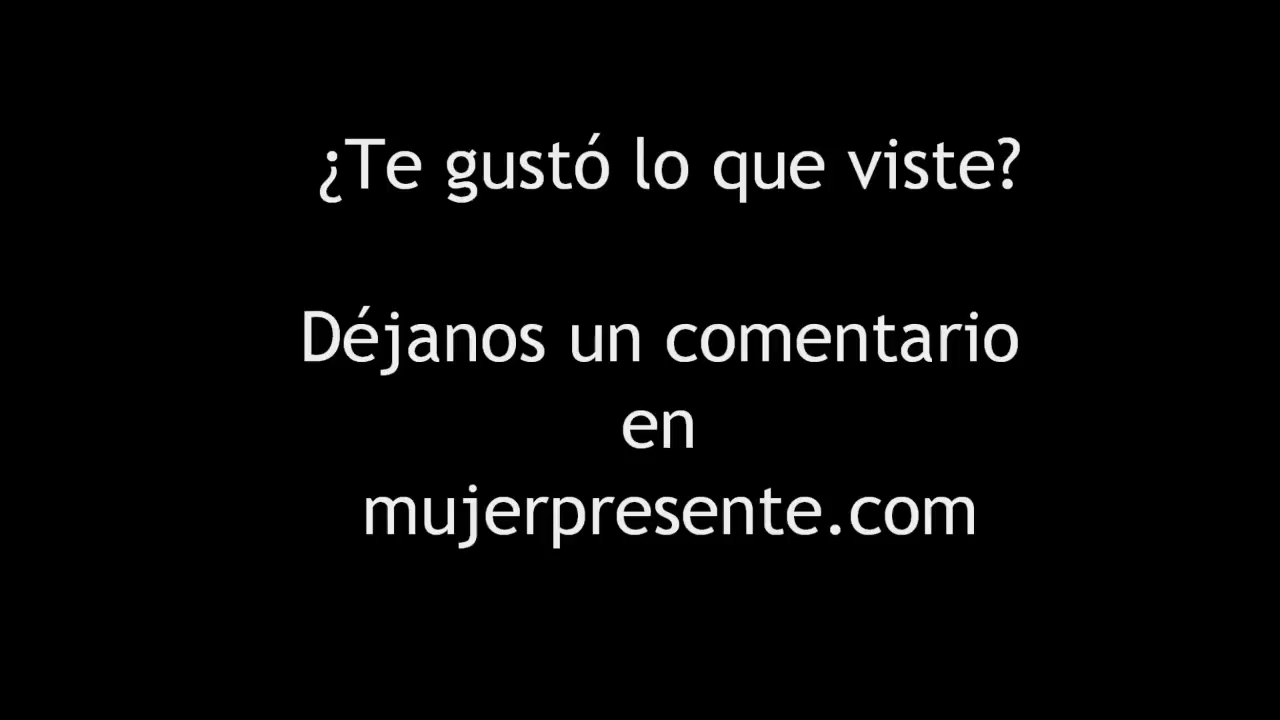 ¿Te gustó lo que viste?
Déjanos un comentario
en
mujerpresente.com